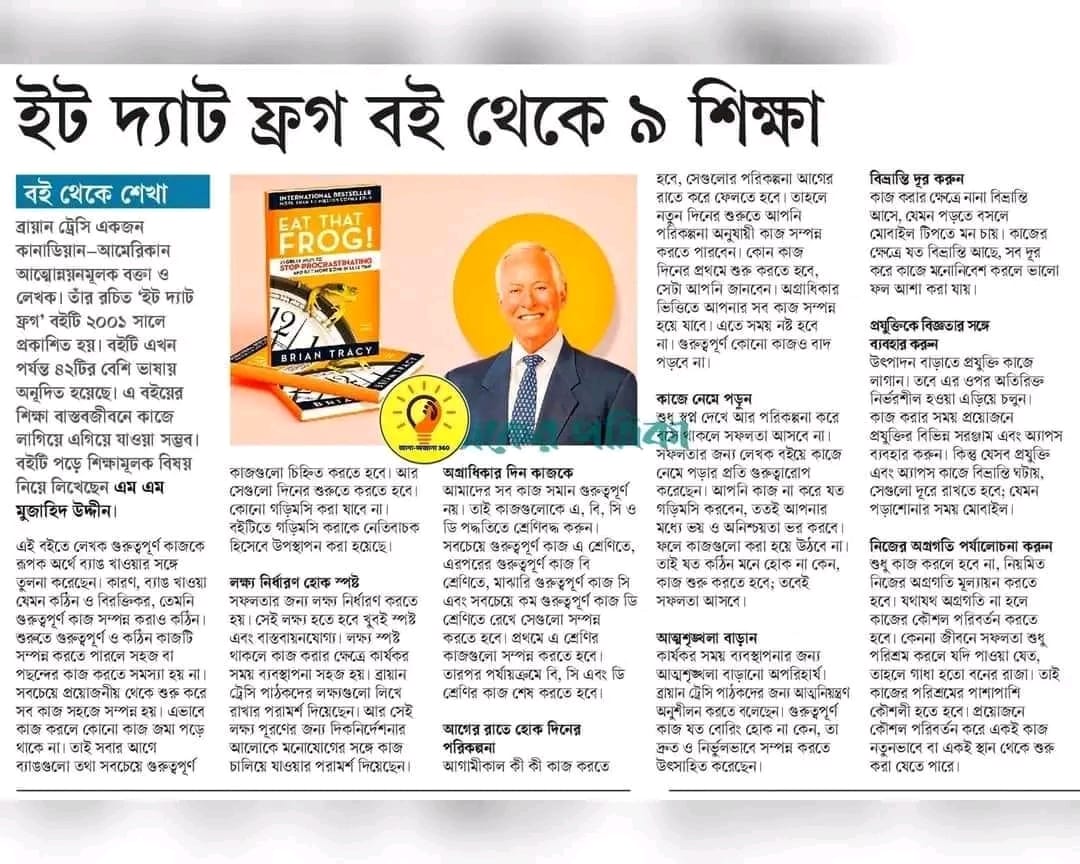 ইট দ্যাট ফ্রগ বই থেকে ৯ শিক্ষা
বই থেকে শেখা
ব্রায়ান ট্রেসি একজন
কানাডিয়ান–আমেরিকান
আত্মোন্নয়নমূলক বক্তা ও
লেখক। তাঁর রচিত ‘ইট দ্যাট
ফ্রগ’ বইটি ২০০১ সালে
প্রকাশিত হয়। বইটি এখন
পর্যন্ত ৪২টির বেশি ভাষায়
অনূদিত হয়েছে। এ বইয়ের
শিক্ষা বাস্তবজীবনে কাজে
লাগিয়ে এগিয়ে যাওয়া সম্ভব।
বইটি পড়ে শিক্ষামূলক বিষয়
নিয়ে লিখেছেন এম এম
মুজাহিদ উদ্দীন।
এই বইতে লেখক গুরুত্বপূর্ণ কাজকে
রূপক অর্থে ব্যাঙ খাওয়ার সঙ্গে
তুলনা করেছেন। কারণ, ব্যাঙ খাওয়া
যেমন কঠিন ও বিরক্তিকর, তেমনি
গুরুত্বপূর্ণ কাজ সম্পন্ন করাও কঠিন।
শুরুতে গুরুত্বপূর্ণ ও কঠিন কাজটি
সম্পন্ন করতে পারলে সহজ বা
পছন্দের কাজ করতে সমস্যা হয় না।
সবচেয়ে প্রয়োজনীয় থেকে শুরু করে
সব কাজ সহজে সম্পন্ন হয়। এভাবে
কাজ করলে কোনো কাজ জমা পড়ে
থাকে না। তাই সবার আগে
ব্যাঙগুলো তথা সবচেয়ে গুরুত্বপূর্ণ
INTERNATIONAL BESTSELLER
EAT THAT
FROG!
STOP PROCRASTINATING
BRIAN TRACY
জানা-অজানা 360
কাজগুলো চিহ্নিত করতে হবে। আর
সেগুলো দিনের শুরুতে করতে হবে।
কোনো গড়িমসি করা যাবে না।
বইটিতে গড়িমসি করাকে নেতিবাচক
হিসেবে উপস্থাপন করা হয়েছে।
লক্ষ্য নির্ধারণ হোক স্পষ্ট
সফলতার জন্য লক্ষ্য নির্ধারণ করতে
হয়। সেই লক্ষ্য হতে হবে খুবই স্পষ্ট
এবং বাস্তবায়নযোগ্য। লক্ষ্য স্পষ্ট
থাকলে কাজ করার ক্ষেত্রে কার্যকর
সময় ব্যবস্থাপনা সহজ হয়। ব্রায়ান
ট্রেসি পাঠকদের লক্ষ্যগুলো লিখে
রাখার পরামর্শ দিয়েছেন। আর সেই
লক্ষ্য পূরণের জন্য দিকনির্দেশনার
আলোকে মনোযোগের সঙ্গে কাজ
চালিয়ে যাওয়ার পরামর্শ দিয়েছেন।
অগ্রাধিকার দিন কাজকে
আমাদের সব কাজ সমান গুরুত্বপূর্ণ
নয়। তাই কাজগুলোকে এ, বি, সি ও
ডি পদ্ধতিতে শ্রেণিবদ্ধ করুন।
সবচেয়ে গুরুত্বপূর্ণ কাজ এ শ্রেণিতে,
এরপরের গুরুত্বপূর্ণ কাজ বি
শ্রেণিতে, মাঝারি গুরুত্বপূর্ণ কাজ সি
এবং সবচেয়ে কম গুরুত্বপূর্ণ কাজ ডি
শ্রেণিতে রেখে সেগুলো সম্পন্ন
করতে হবে। প্রথমে এ শ্রেণির
কাজগুলো সম্পন্ন করতে হবে।
তারপর পর্যায়ক্রমে বি, সি এবং ডি
শ্রেণির কাজ শেষ করতে হবে।
আগের রাতে হোক দিনের
পরিকল্পনা
আগামীকাল কী কী কাজ করতে
হবে, সেগুলোর পরিকল্পনা আগের
রাতে করে ফেলতে হবে। তাহলে
নতুন দিনের শুরুতে আপনি
পরিকল্পনা অনুযায়ী কাজ সম্পন্ন
করতে পারবেন। কোন কাজ
দিনের প্রথমে শুরু করতে হবে,
সেটা আপনি জানবেন। অগ্রাধিকার
ভিত্তিতে আপনার সব কাজ সম্পন্ন
হয়ে যাবে। এতে সময় নষ্ট হবে
না। গুরুত্বপূর্ণ কোনো কাজও বাদ
পড়বে না।
কাজে নেমে পড়ুন
শুধু স্বপ্ন দেখে আর পরিকল্পনা করে
বসে থাকলে সফলতা আসবে না।
সফলতার জন্য লেখক বইয়ে কাজে
নেমে পড়ার প্রতি গুরুত্বারোপ
করেছেন। আপনি কাজ না করে যত
গড়িমসি করবেন, ততই আপনার
মধ্যে ভয় ও অনিশ্চয়তা ভর করবে।
ফলে কাজগুলো করা হয়ে উঠবে না।
তাই যত কঠিন মনে হোক না কেন,
কাজ শুরু করতে হবে; তবেই
সফলতা আসবে।
আত্মশৃঙ্খলা বাড়ান
কার্যকর সময় ব্যবস্থাপনার জন্য
আত্মশৃঙ্খলা বাড়ানো অপরিহার্য।
ব্রায়ান ট্রেসি পাঠকদের জন্য আত্মনিয়ন্ত্রণ
অনুশীলন করতে বলেছেন। গুরুত্বপূর্ণ
কাজ যত বোরিং হোক না কেন, তা
দ্রুত ও নির্ভুলভাবে সম্পন্ন করতে
উৎসাহিত করেছেন।
বিভ্রান্তি দূর করুন
কাজ করার ক্ষেত্রে নানা বিভ্রান্তি
আসে, যেমন পড়তে বসলে
মোবাইল টিপতে মন চায়। কাজের
ক্ষেত্রে যত বিভ্রান্তি আছে, সব দূর
করে কাজে মনোনিবেশ করলে ভালো
ফল আশা করা যায়।
প্রযুক্তিকে বিজ্ঞতার সঙ্গে
ব্যবহার করুন
উৎপাদন বাড়াতে প্রযুক্তি কাজে
লাগান। তবে এর ওপর অতিরিক্ত
নির্ভরশীল হওয়া এড়িয়ে চলুন।
কাজ করার সময় প্রয়োজনে
প্রযুক্তির বিভিন্ন সরঞ্জাম এবং অ্যাপস
ব্যবহার করুন। কিন্তু যেসব প্রযুক্তি
এবং অ্যাপস কাজে বিভ্রান্তি ঘটায়,
সেগুলো দূরে রাখতে হবে; যেমন
পড়াশোনার সময় মোবাইল।
নিজের অগ্রগতি পর্যালোচনা করুন
শুধু কাজ করলে হবে না, নিয়মিত
নিজের অগ্রগতি মূল্যায়ন করতে
হবে। যথাযথ অগ্রগতি না হলে
কাজের কৌশল পরিবর্তন করতে
হবে। কেননা জীবনে সফলতা শুধু
পরিশ্রম করলে যদি পাওয়া যেত,
তাহলে গাধা হতো বনের রাজা। তাই
কাজের পরিশ্রমের পাশাপাশি
কৌশলী হতে হবে। প্রয়োজনে
কৌশল পরিবর্তন করে একই কাজ
নতুনভাবে বা একই স্থান থেকে শুরু
করা যেতে পারে।